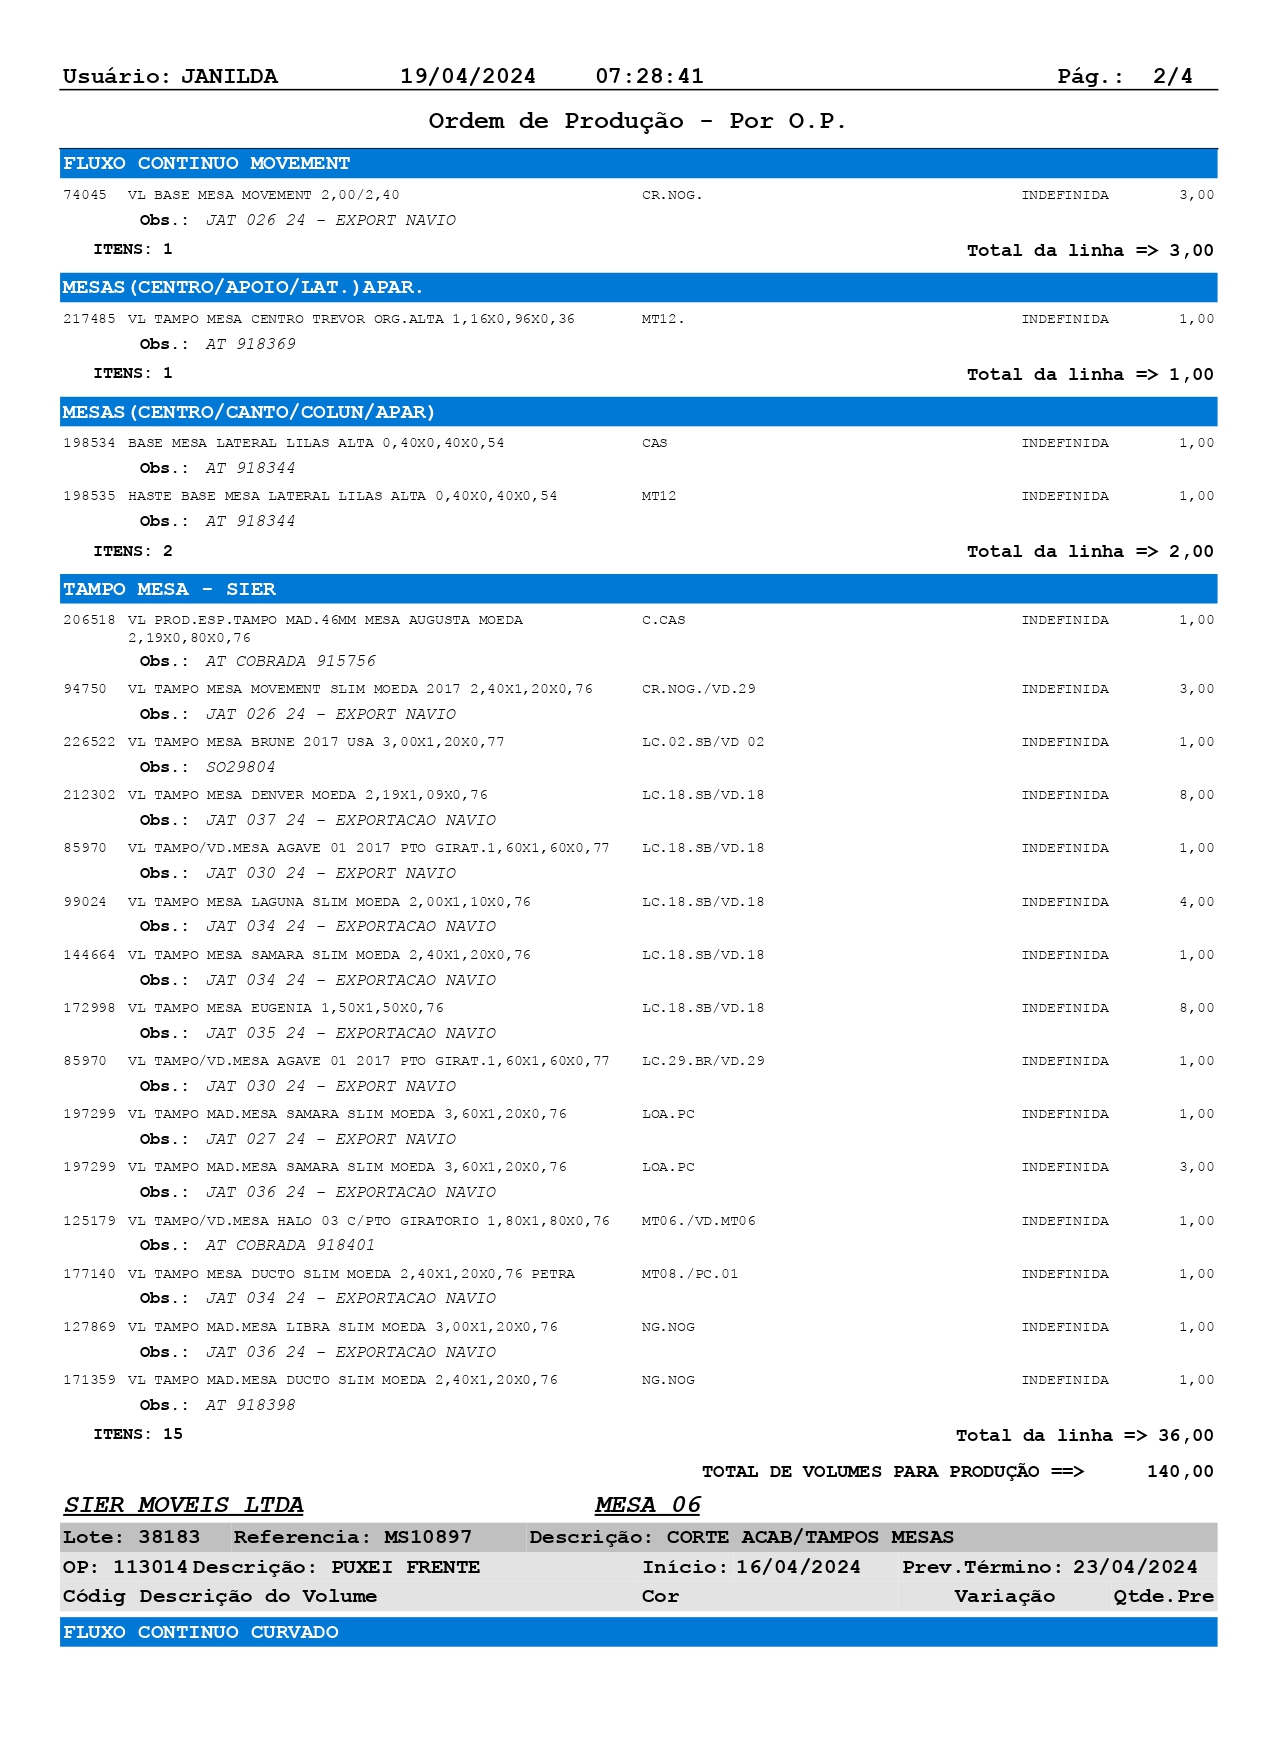 Usuário: JANILDA 19/04/2024 07:28:41 Pág.: 2/4
Ordem de Produção - Por O.P.
FLUXO CONTINUO MOVEMENT
74045 VL BASE MESA MOVEMENT 2,00/2,40 CR.NOG. INDEFINIDA 3,00
Obs.: JAT 026 24 - EXPORT NAVIO
ITENS: 1 Total da linha => 3,00
MESAS(CENTRO/APOIO/LAT.)APAR.
217485 VL TAMPO MESA CENTRO TREVOR ORG.ALTA 1,16X0,96X0,36 MT12. INDEFINIDA 1,00
Obs.: AT 918369
ITENS: 1 Total da linha => 1,00
MESAS(CENTRO/CANTO/COLUN/APAR)
198534 BASE MESA LATERAL LILAS ALTA 0,40X0,40X0,54 CAS INDEFINIDA 1,00
Obs.: AT 918344
198535 HASTE BASE MESA LATERAL LILAS ALTA 0,40X0,40X0,54 MT12 INDEFINIDA 1,00
Obs.: AT 918344
ITENS: 2 Total da linha => 2,00
TAMPO MESA - SIER
206518 VL PROD.ESP.TAMPO MAD.46MM MESA AUGUSTA MOEDA C.CAS INDEFINIDA 1,00
2,19X0,80X0,76
Obs.: AT COBRADA 915756
94750 VL TAMPO MESA MOVEMENT SLIM MOEDA 2017 2,40X1,20X0,76 CR.NOG./VD.29 INDEFINIDA 3,00
Obs.: JAT 026 24 - EXPORT NAVIO
226522 VL TAMPO MESA BRUNE 2017 USA 3,00X1,20X0,77 LC.02.SB/VD 02 INDEFINIDA 1,00
Obs.: SO29804
212302 VL TAMPO MESA DENVER MOEDA 2,19X1,09X0,76 LC.18.SB/VD.18 INDEFINIDA 8,00
Obs.: JAT 037 24 - EXPORTACAO NAVIO
85970 VL TAMPO/VD.MESA AGAVE 01 2017 PTO GIRAT.1,60X1,60X0,77 LC.18.SB/VD.18 INDEFINIDA 1,00
Obs.: JAT 030 24 - EXPORT NAVIO
99024 VL TAMPO MESA LAGUNA SLIM MOEDA 2,00X1,10X0,76 LC.18.SB/VD.18 INDEFINIDA 4,00
Obs.: JAT 034 24 - EXPORTACAO NAVIO
144664 VL TAMPO MESA SAMARA SLIM MOEDA 2,40X1,20X0,76 LC.18.SB/VD.18 INDEFINIDA 1,00
Obs.: JAT 034 24 - EXPORTACAO NAVIO
172998 VL TAMPO MESA EUGENIA 1,50X1,50X0,76 LC.18.SB/VD.18 INDEFINIDA 8,00
Obs.: JAT 035 24 - EXPORTACAO NAVIO
85970 VL TAMPO/VD.MESA AGAVE 01 2017 PTO GIRAT.1,60X1,60X0,77 LC.29.BR/VD.29 INDEFINIDA 1,00
Obs.: JAT 030 24 - EXPORT NAVIO
197299 VL TAMPO MAD.MESA SAMARA SLIM MOEDA 3,60X1,20X0,76 LOA.PC INDEFINIDA 1,00
Obs.: JAT 027 24 - EXPORT NAVIO
197299 VL TAMPO MAD.MESA SAMARA SLIM MOEDA 3,60X1,20X0,76 LOA.PC INDEFINIDA 3,00
Obs.: JAT 036 24 - EXPORTACAO NAVIO
125179 VL TAMPO/VD.MESA HALO 03 C/PTO GIRATORIO 1,80X1,80X0,76 MT06./VD.MT06 INDEFINIDA 1,00
Obs.: AT COBRADA 918401
177140 VL TAMPO MESA DUCTO SLIM MOEDA 2,40X1,20X0,76 PETRA MT08./PC.01 INDEFINIDA 1,00
Obs.: JAT 034 24 - EXPORTACAO NAVIO
127869 VL TAMPO MAD.MESA LIBRA SLIM MOEDA 3,00X1,20X0,76 NG.NOG INDEFINIDA 1,00
Obs.: JAT 036 24 - EXPORTACAO NAVIO
171359 VL TAMPO MAD.MESA DUCTO SLIM MOEDA 2,40X1,20X0,76 NG.NOG INDEFINIDA 1,00
Obs.: AT 918398
ITENS: 15 Total da linha => 36,00
TOTAL DE VOLUMES PARA PRODUÇÃO ==> 140,00
SIER MOVEIS LTDA MESA 06
Lote: 38183 Referencia: MS10897 Descrição: CORTE ACAB/TAMPOS MESAS
OP: 113014 Descrição: PUXEI FRENTE Início: 16/04/2024 Prev.Término: 23/04/2024
Códig Descrição do Volume Cor Variação Qtde.Pre
FLUXO CONTINUO CURVADO